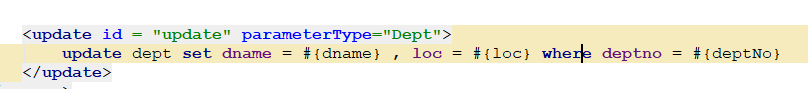 <update id = "update" parameterType="Dept">
update dept set dname = #{dname} , loc = #{loc} where deptno = #{deptNo}
</update>